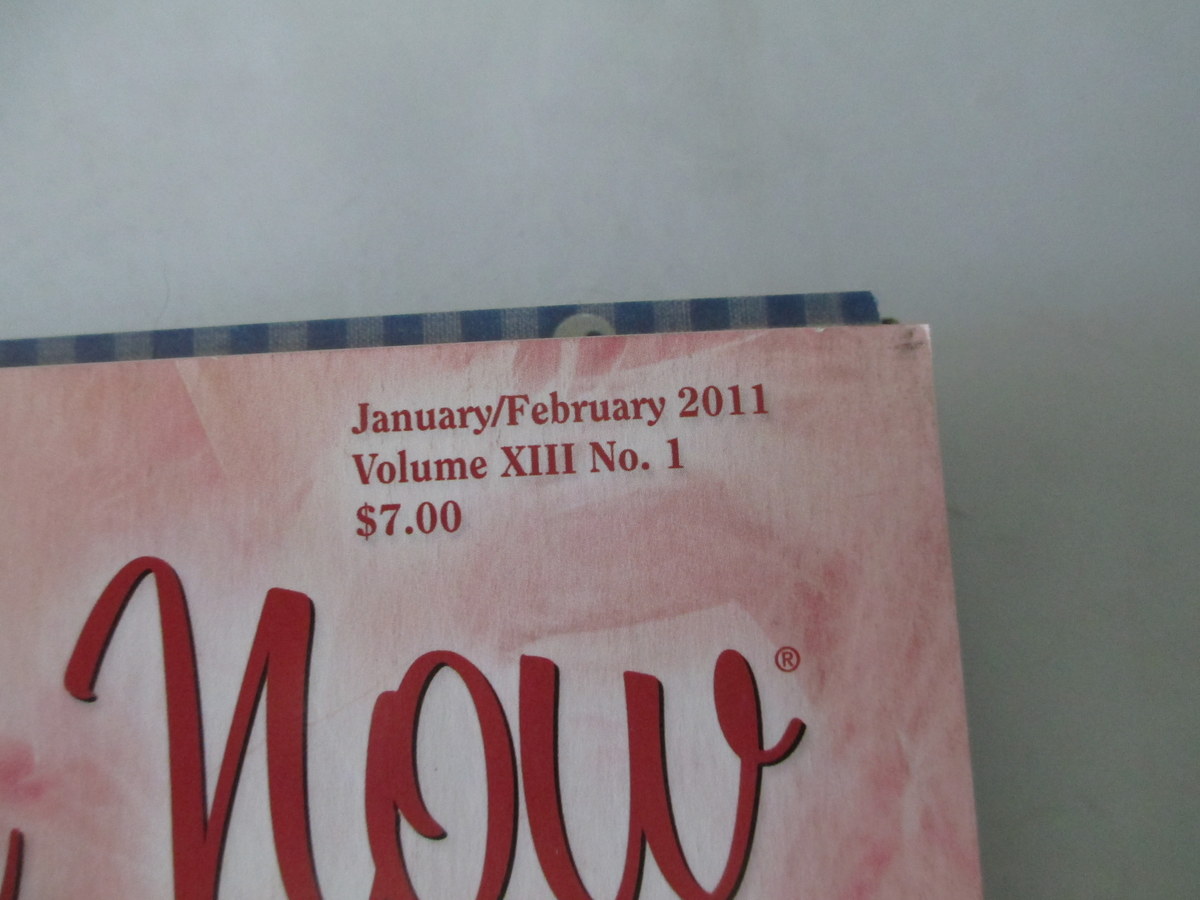 January/February 2011
Volume XIII No. 1
$7.00
Now®